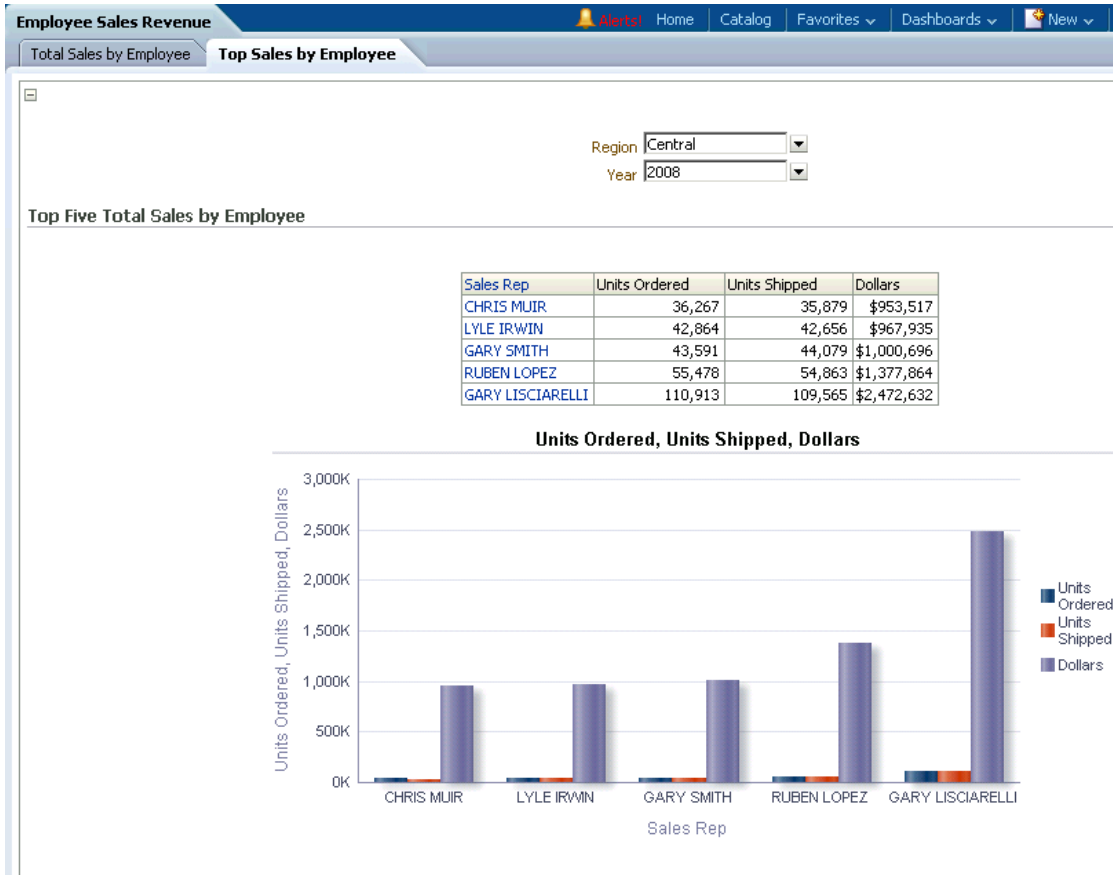 Employee Sales Revenue
Alerts! Home Catalog Favorites Dashboards New
Total Sales by Employee Top Sales by Employee
Region Central
Year 2008
Top Five Total Sales by Employee
Sales Rep Units Ordered Units Shipped Dollars
CHRIS MUIR 36,267 35,879 $953,517
LYLE IRWIN 42,864 42,656 $967,935
GARY SMITH 43,591 44,079 $1,000,696
RUBEN LOPEZ 55,478 54,863 $1,377,864
GARY LISCIARELLI 110,913 109,565 $2,472,632
Units Ordered, Units Shipped, Dollars
Units Ordered, Units Shipped, Dollars
3,000K
2,500K
2,000K
1,500K
1,000K
500K
0K
CHRIS MUIR LYLE IRWIN GARY SMITH RUBEN LOPEZ GARY LISCIARELLI
Sales Rep
Units
Ordered
Units
Shipped
Dollars